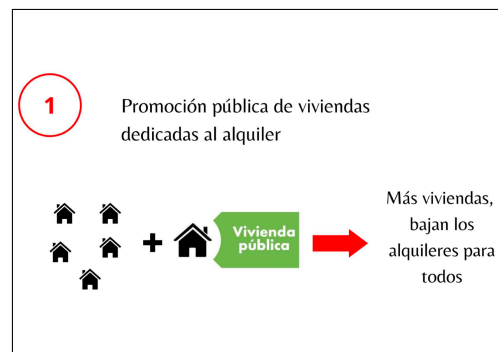 1
Promoción pública de viviendas
dedicadas al alquiler
+
Vivienda
pública
Más viviendas,
bajan los
alquileres para
todos